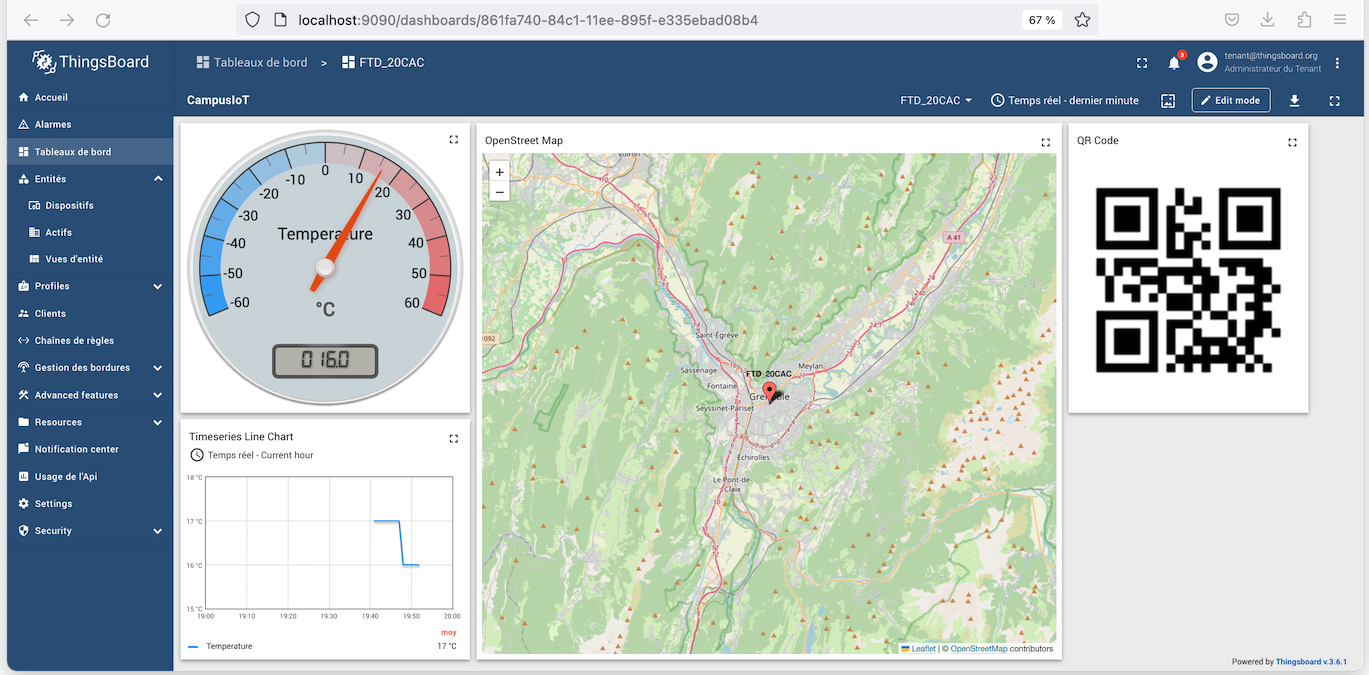 localhost:9090/dashboards/861fa740-84c1-11ee-895f-e335ebad08b4
67 %
ThingsBoard
Tableaux de bord > FTD_20CAC
3
tenant@thingsboard.org
Administrateur du Tenant
CampusIoT
FTD_20CAC
Temps réel - dernier minute
Edit mode
Accueil
Alarmes
Tableaux de bord
Entités
Dispositifs
Actifs
Vues d'entité
Profiles
Clients
Chaînes de règles
Gestion des bordures
Advanced features
Resources
Notification center
Usage de l'Api
Settings
Security
-60
-50
-40
-30
-20
-10
0
10
20
30
40
50
60
Temperature
°C
016.0
Timeseries Line Chart
Temps réel - Current hour
18 °C
17 °C
16 °C
15 °C
19:00 19:10 19:20 19:30 19:40 19:50 20:00
moy
Temperature 17 °C
OpenStreet Map
+
−
Voiron
A 41
1092
Saint-Égrève
Sassenage
Meylan
Fontaine
FTD_20CAC
Grenoble
Seyssinet-Pariset
Échirolles
Le Pont-de-
Claix
Leaflet | © OpenStreetMap contributors
QR Code
Powered by Thingsboard v.3.6.1